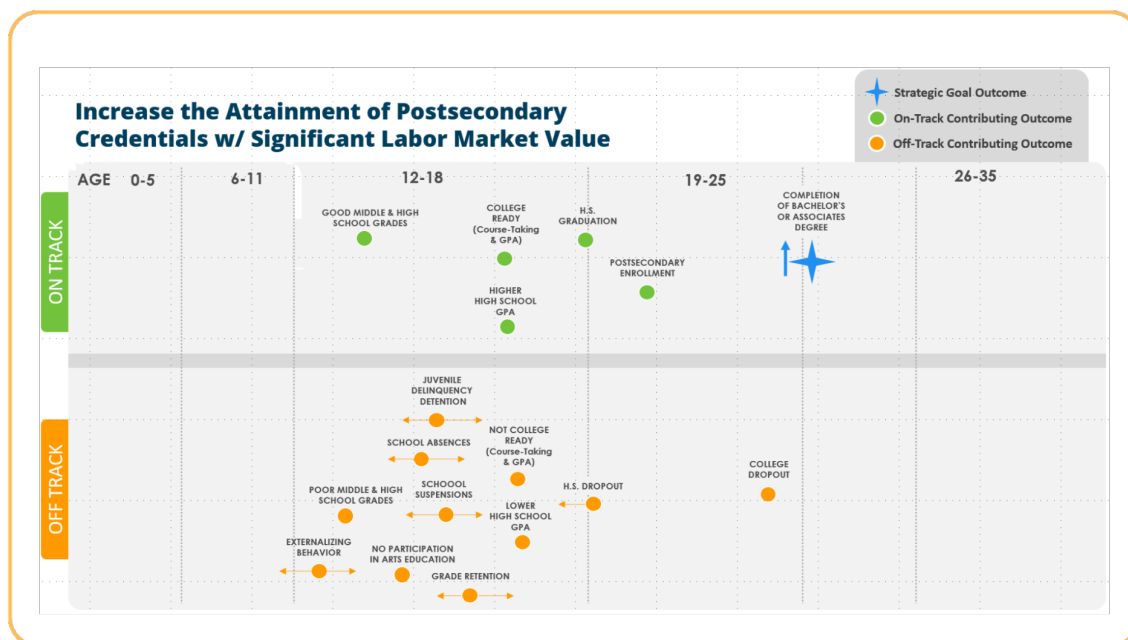 Increase the Attainment of Postsecondary
Credentials w/ Significant Labor Market Value
Strategic Goal Outcome
On-Track Contributing Outcome
Off-Track Contributing Outcome
AGE 0-5 6-11 12-18 19-25 26-35
ON TRACK
GOOD MIDDLE & HIGH
SCHOOL GRADES
COLLEGE
READY
(Course-Taking
& GPA)
H.S.
GRADUATION
COMPLETION
OF BACHELOR'S
OR ASSOCIATES
DEGREE
POSTSECONDARY
ENROLLMENT
HIGHER
HIGH SCHOOL
GPA
OFF TRACK
JUVENILE
DELINQUENCY
DETENTION
SCHOOL ABSENCES
NOT COLLEGE
READY
(Course-Taking
& GPA)
COLLEGE
DROPOUT
POOR MIDDLE & HIGH
SCHOOL GRADES
SCHOOOL
SUSPENSIONS
H.S. DROPOUT
LOWER
HIGH SCHOOL
GPA
EXTERNALIZING
BEHAVIOR
NO PARTICIPATION
IN ARTS EDUCATION
GRADE RETENTION